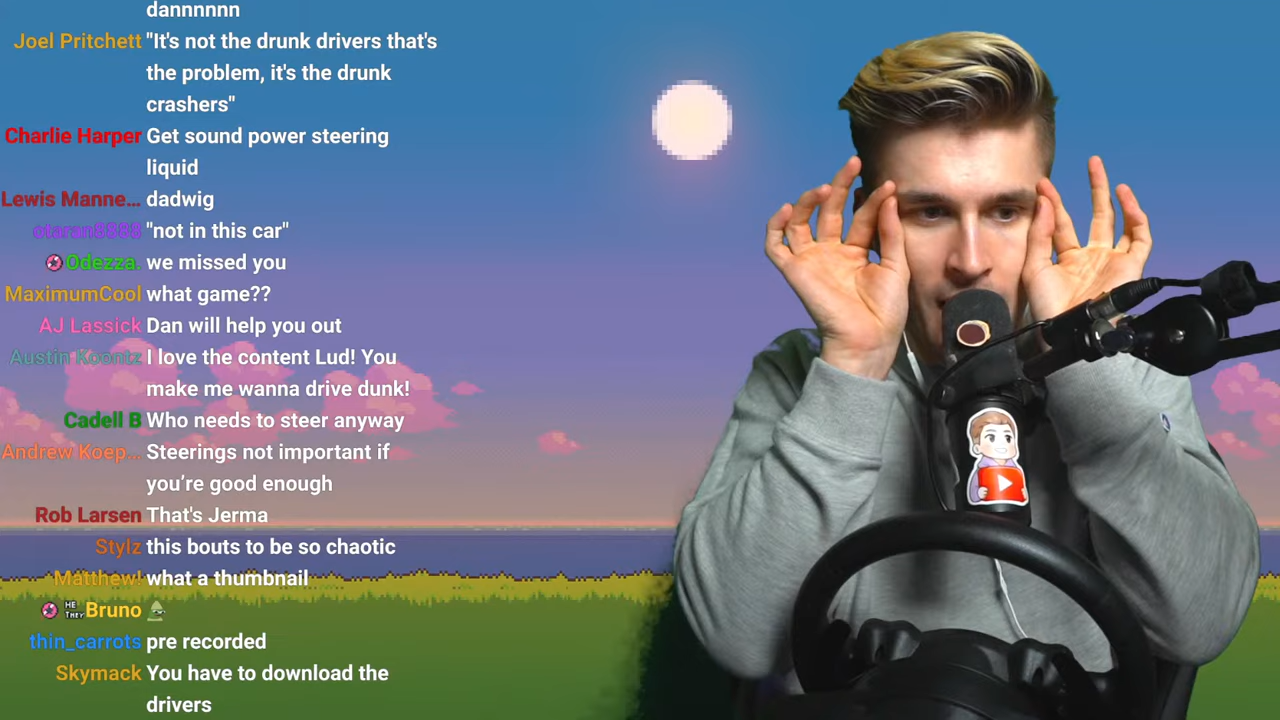 dannnnnn
Joel Pritchett "It's not the drunk drivers that's
the problem, it's the drunk
crashers"
Charlie Harper Get sound power steering
liquid
Lewis Manne... dadwig
otaran8588 "not in this car"
Odezza. we missed you
MaximumCool what game??
AJ Lassick Dan will help you out
Austin Koontz I love the content Lud! You
make me wanna drive dunk!
Cadell B Who needs to steer anyway
Andrew Koep... Steerings not important if
you’re good enough
Rob Larsen That's Jerma
Stylz this bouts to be so chaotic
Matthew! what a thumbnail
HE THEY Bruno
thin_carrots pre recorded
Skymack You have to download the
drivers